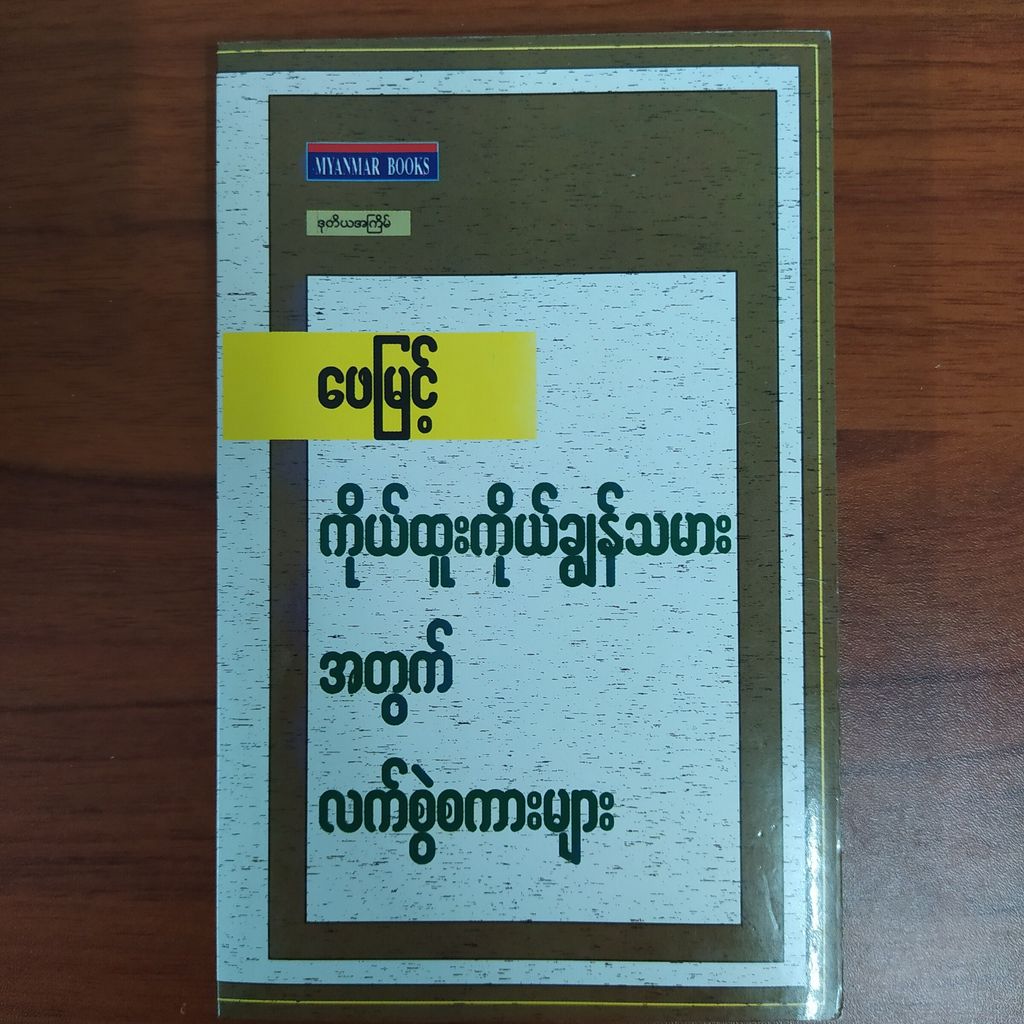 MYANMAR BOOKS
ဒုတိယအကြိမ်
ဖေမြင့်
ကိုယ်ထူးကိုယ်ချွန်သမား
အတွက်
လက်စွဲစကားများ